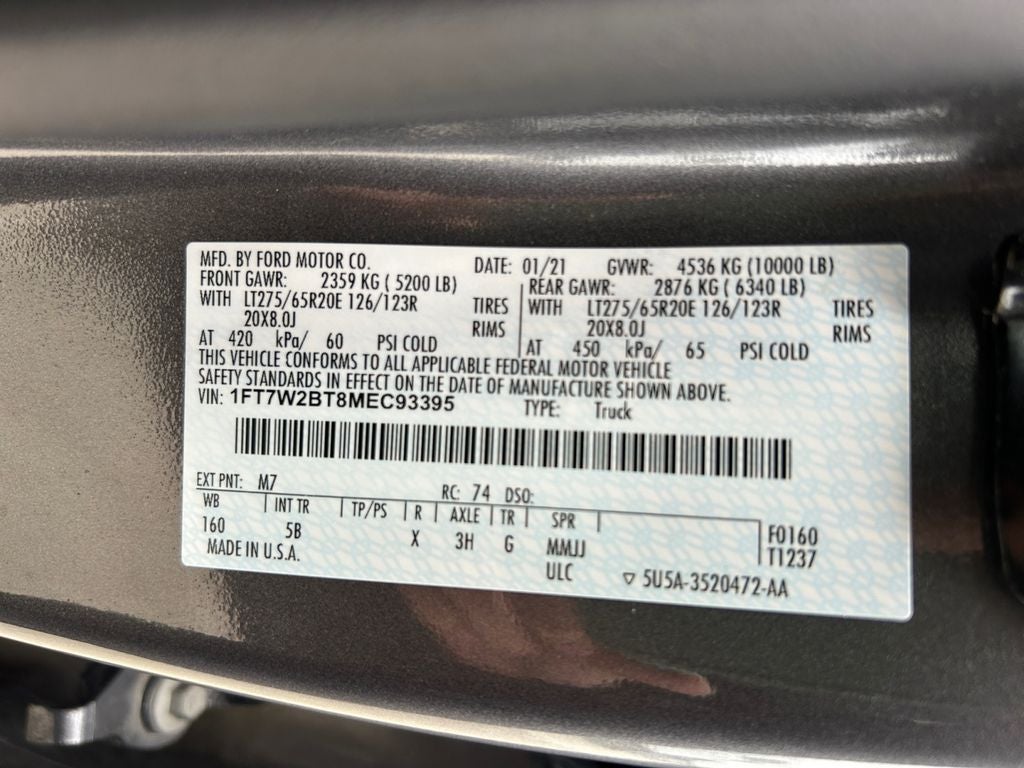 MFD. BY FORD MOTOR CO. DATE: 01/21 GVWR: 4536 KG (10000 LB)
FRONT GAWR: 2359 KG ( 5200 LB) REAR GAWR: 2876 KG ( 6340 LB)
WITH LT275/65R20E 126/123R TIRES WITH LT275/65R20E 126/123R TIRES
20X8.0J RIMS 20X8.0J RIMS
AT 420 kPa/ 60 PSI COLD AT 450 kPa/ 65 PSI COLD
THIS VEHICLE CONFORMS TO ALL APPLICABLE FEDERAL MOTOR VEHICLE
SAFETY STANDARDS IN EFFECT ON THE DATE OF MANUFACTURE SHOWN ABOVE.
VIN: 1FT7W2BT8MEC93395 TYPE: Truck
EXT PNT: M7 RC: 74 DSO:
WB INT TR TP/PS R AXLE TR SPR
160 5B X 3H G MMJJ F0160
MADE IN U.S.A. ULC T1237
▽ 5U5A-3520472-AA